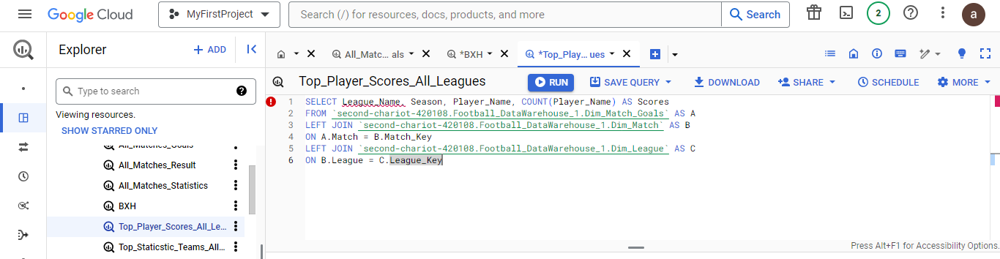 Google Cloud
MyFirstProject
Search (/) for resources, docs, products, and more
Search
2
a
Explorer
+ ADD
All_Matc... als
*BXH
*Top_Play... ues
Type to search
?
Viewing resources.
SHOW STARRED ONLY
All_Matches_Goals
All_Matches_Result
All_Matches_Statistics
BXH
Top_Player_Scores_All_Le...
Top_Staticstic_Teams_All...
Top_Player_Scores_All_Leagues
RUN
SAVE QUERY
DOWNLOAD
SHARE
SCHEDULE
MORE
1 SELECT League_Name, Season, Player_Name, COUNT(Player_Name) AS Scores
2 FROM `second-chariot-420108.Football_DataWarehouse_1.Dim_Match_Goals` AS A
3 LEFT JOIN `second-chariot-420108.Football_DataWarehouse_1.Dim_Match` AS B
4 ON A.Match = B.Match_Key
5 LEFT JOIN `second-chariot-420108.Football_DataWarehouse_1.Dim_League` AS C
6 ON B.League = C.League_Key
Press Alt+F1 for Accessibility Options.